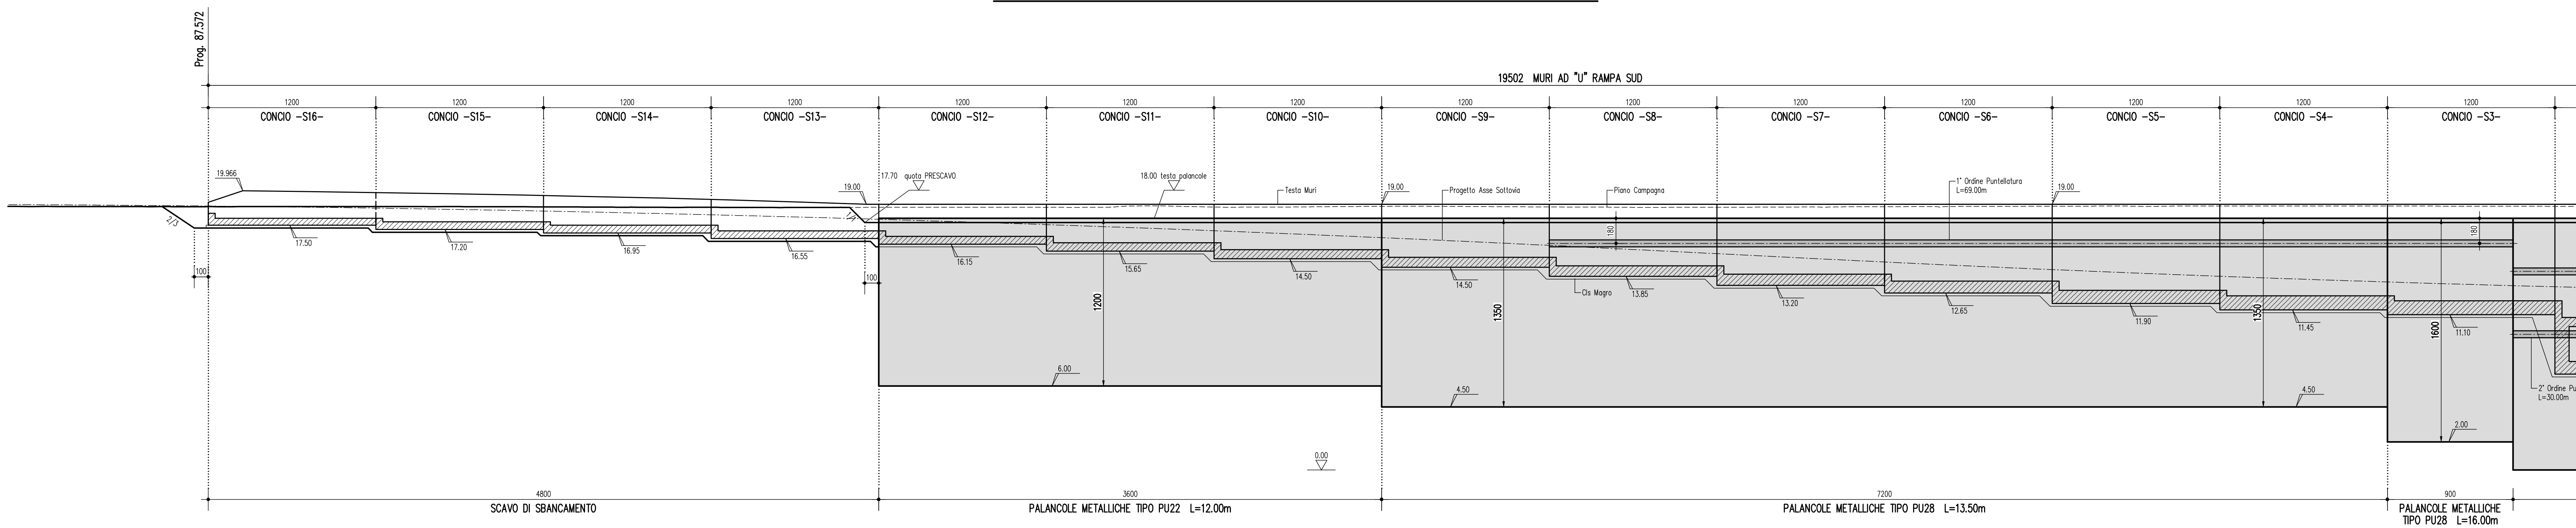 Prog. 87.572
19502 MURI AD "U" RAMPA SUD
1200 1200 1200 1200 1200 1200 1200 1200 1200 1200 1200 1200 1200 1200
CONCIO -S16- CONCIO -S15- CONCIO -S14- CONCIO -S13- CONCIO -S12- CONCIO -S11- CONCIO -S10- CONCIO -S9- CONCIO -S8- CONCIO -S7- CONCIO -S6- CONCIO -S5- CONCIO -S4- CONCIO -S3-
19.966
17.70 quota PRESCAVO
18.00 testa palancole
19.00
Testa Muri
19.00
Progetto Asse Sottovia
Piano Campagna
1° Ordine Puntellatura
L=69.00m
19.00
2/3
1/1
180
180
17.50
17.20
16.95
16.55
16.15
15.65
14.50
14.50
Cls Magro
13.85
13.20
12.65
11.90
11.45
11.10
100
100
1200
1350
1350
1600
6.00
4.50
4.50
2.00
2° Ordine Pu
L=30.00m
0.00
4800 3600 7200 900
SCAVO DI SBANCAMENTO
PALANCOLE METALLICHE TIPO PU22 L=12.00m
PALANCOLE METALLICHE TIPO PU28 L=13.50m
PALANCOLE METALLICHE
TIPO PU28 L=16.00m